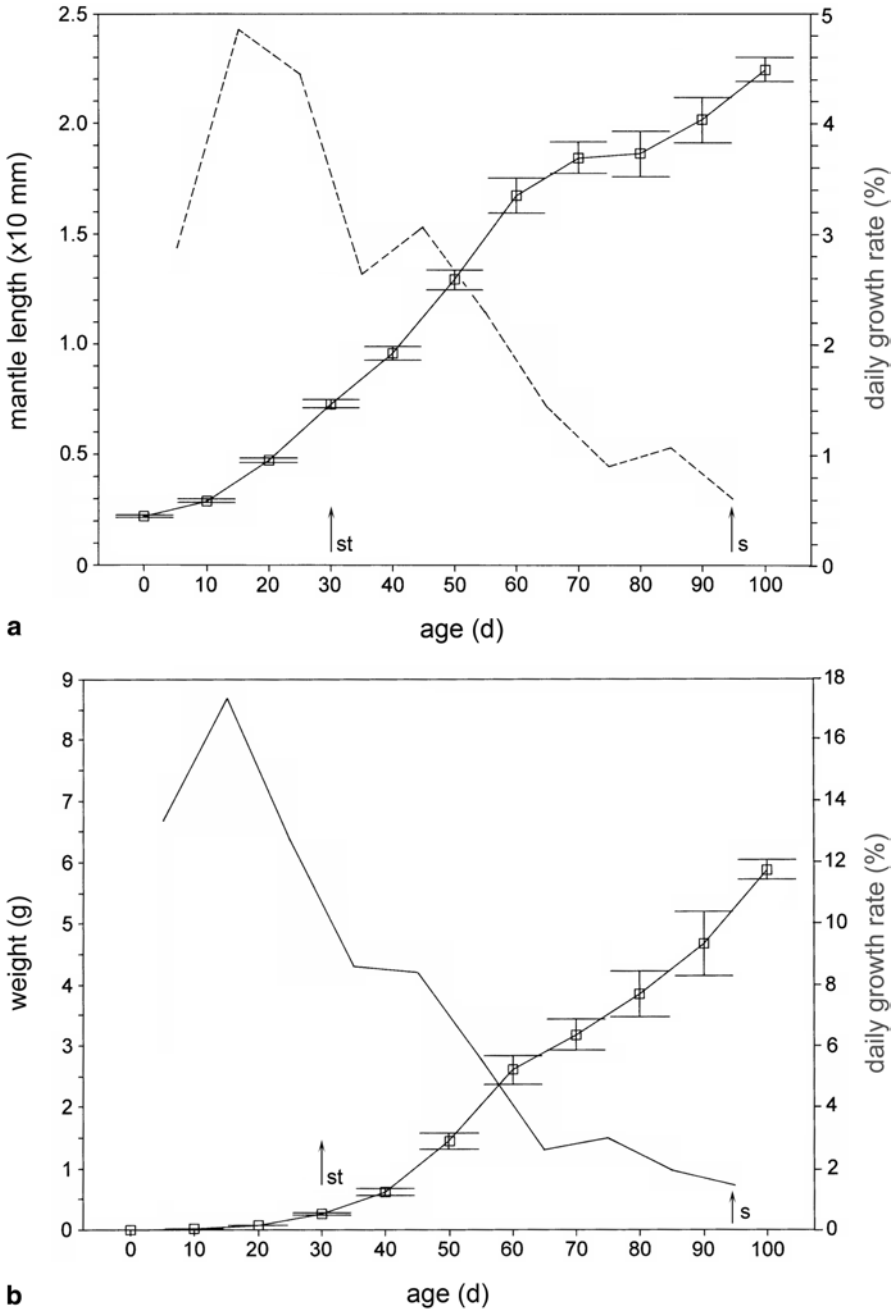 2.5
2.0
1.5
1.0
0.5
0
mantle length (x10 mm)
5
4
3
2
1
0
daily growth rate (%)
st
s
0 10 20 30 40 50 60 70 80 90 100
a
age (d)
9
8
7
6
5
4
3
2
1
0
weight (g)
18
16
14
12
10
8
6
4
2
0
daily growth rate (%)
st
s
0 10 20 30 40 50 60 70 80 90 100
b
age (d)